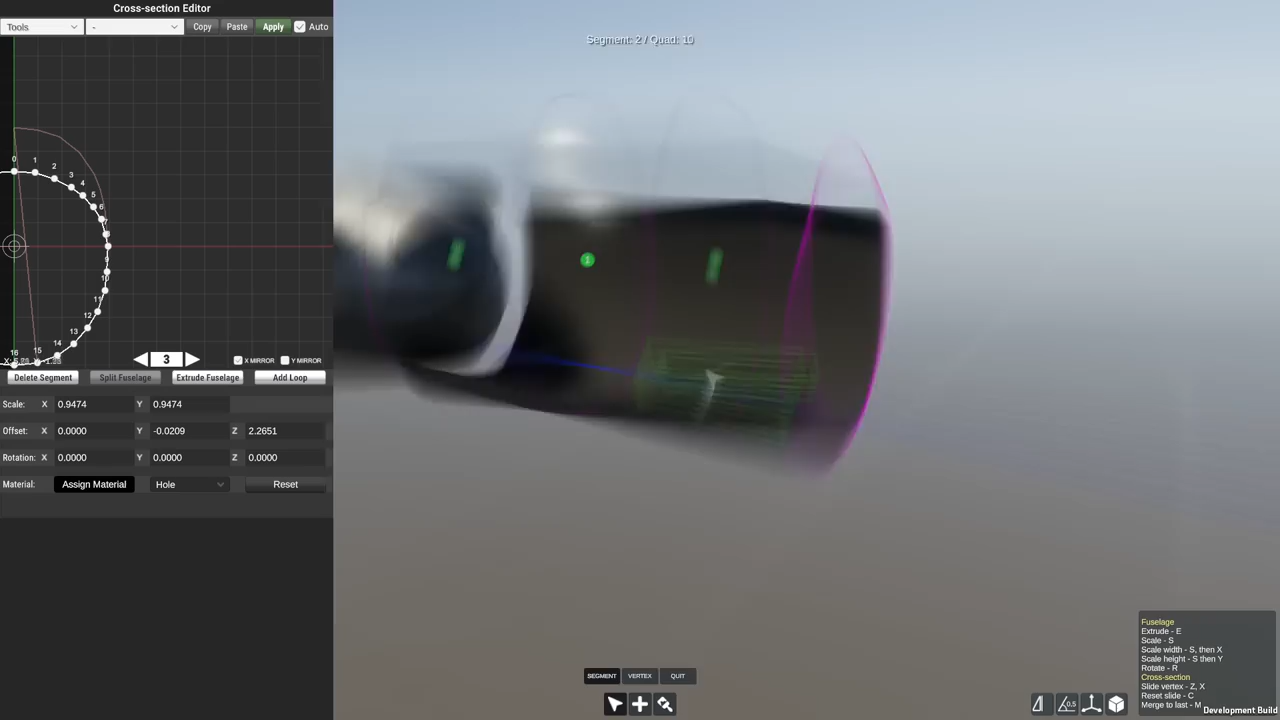 Cross-section Editor
Tools - Copy Paste Apply Auto
Segment: 2 / Quad: 10
0 1 2 3 4 5 6
9 10 11 12 13 14 15 16
3 X MIRROR Y MIRROR
Delete Segment Split Fuselage Extrude Fuselage Add Loop
Scale: X 0.9474 Y 0.9474
Offset: X 0.0000 Y -0.0209 Z 2.2651
Rotation: X 0.0000 Y 0.0000 Z 0.0000
Material: Assign Material Hole Reset
1
SEGMENT VERTEX QUIT
0,5
Fuselage
Extrude - E
Scale - S
Scale width - S, then X
Scale height - S then Y
Rotate - R
Cross-section
Slide vertex - Z, X
Reset slide - C
Merge to last - M
Development Build